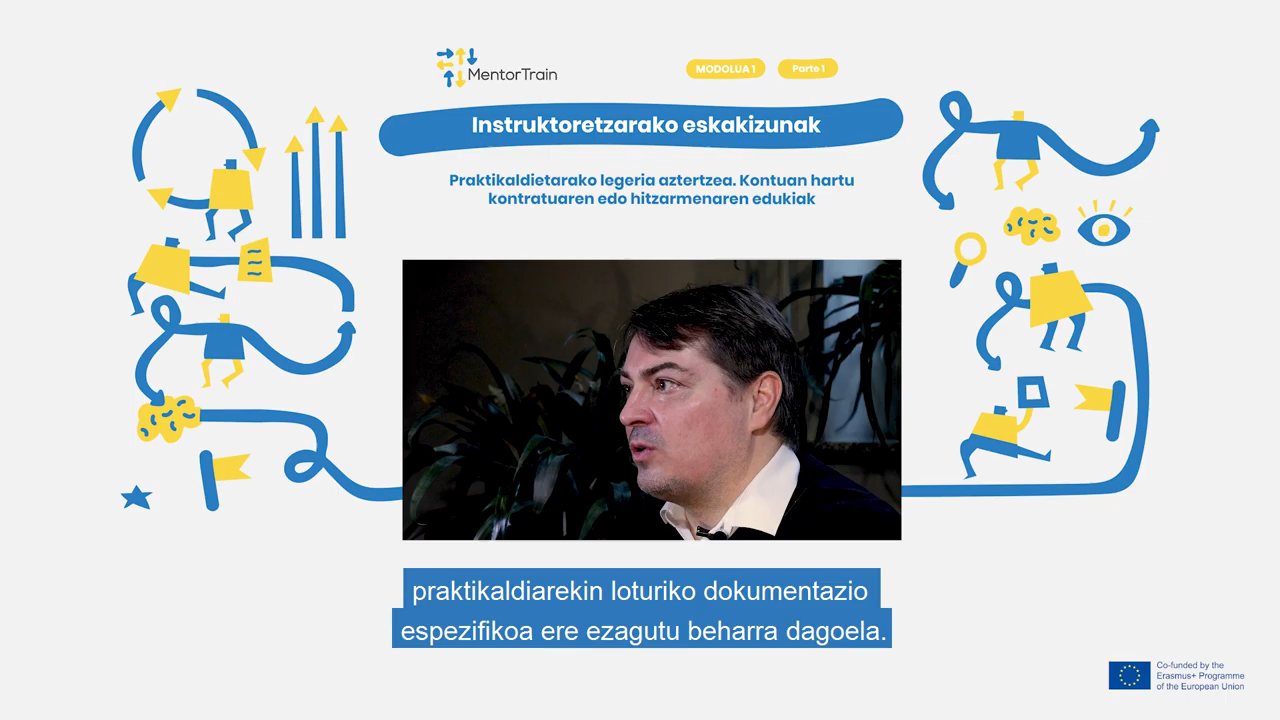 MentorTrain
MODOLUA 1
Parte 1
Instruktoretzarako eskakizunak
Praktikaldietarako legeria aztertzea. Kontuan hartu
kontratuaren edo hitzarmenaren edukiak
praktikaldiarekin loturiko dokumentazio
espezifikoa ere ezagutu beharra dagoela.
Co-funded by the
Erasmus+ Programme
of the European Union